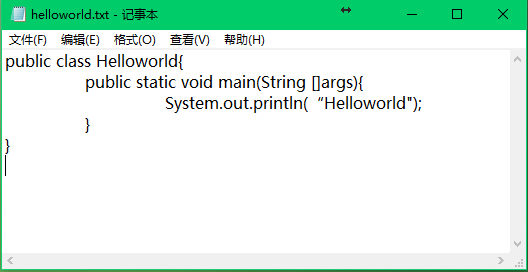 helloworld.txt - 记事本
文件(F) 编辑(E) 格式(O) 查看(V) 帮助(H)
public class Helloworld{
public static void main(String []args){
System.out.println( “Helloworld");
}
}